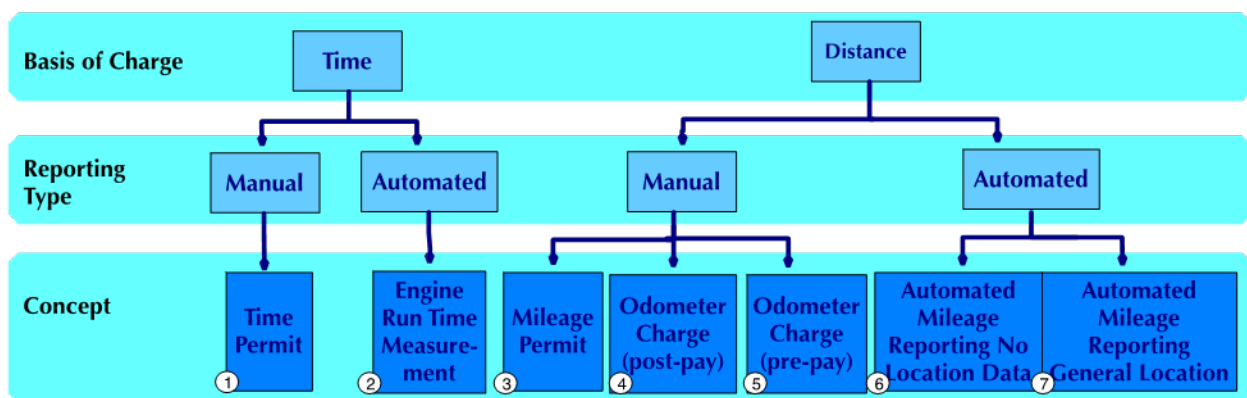 Basis of Charge
Time
Distance
Reporting
Type
Manual
Automated
Manual
Automated
Concept
Time
Permit
1
Engine
Run Time
Measure-
ment
2
Mileage
Permit
3
Odometer
Charge
(post-pay)
4
Odometer
Charge
(pre-pay)
5
Automated
Mileage
Reporting No
Location Data
6
Automated
Mileage
Reporting
General Location
7